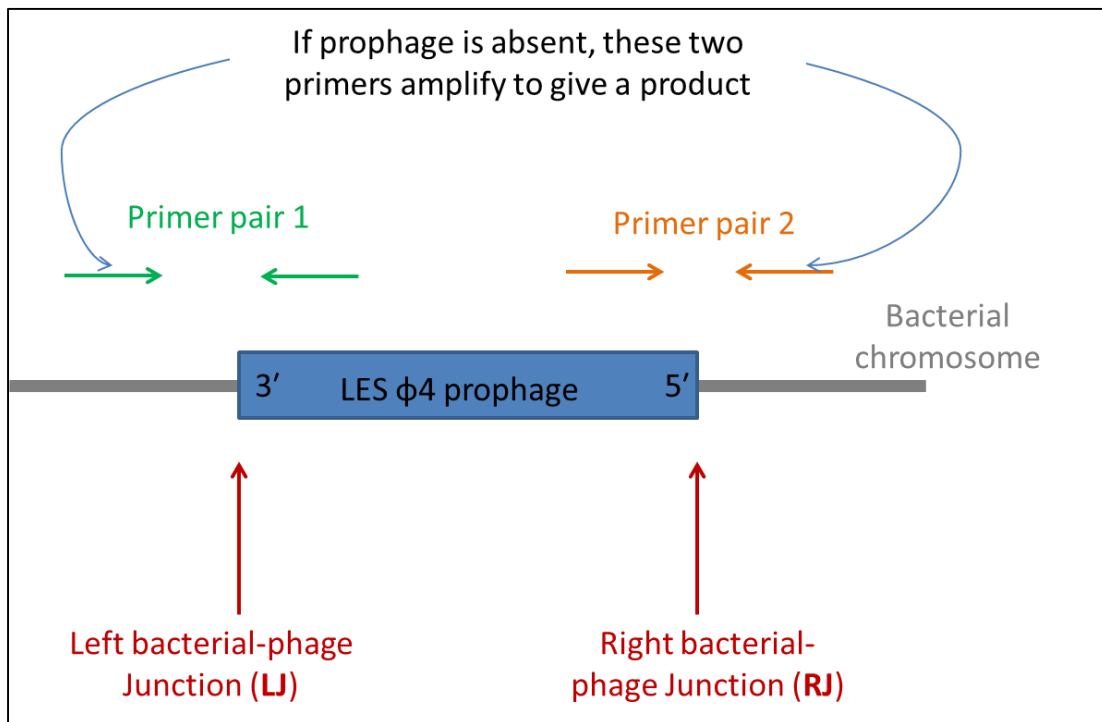 If prophage is absent, these two
primers amplify to give a product
Primer pair 1
Primer pair 2
Bacterial
chromosome
3′
LES ϕ4 prophage
5′
Left bacterial-phage
Junction (LJ)
Right bacterial-
phage Junction (RJ)